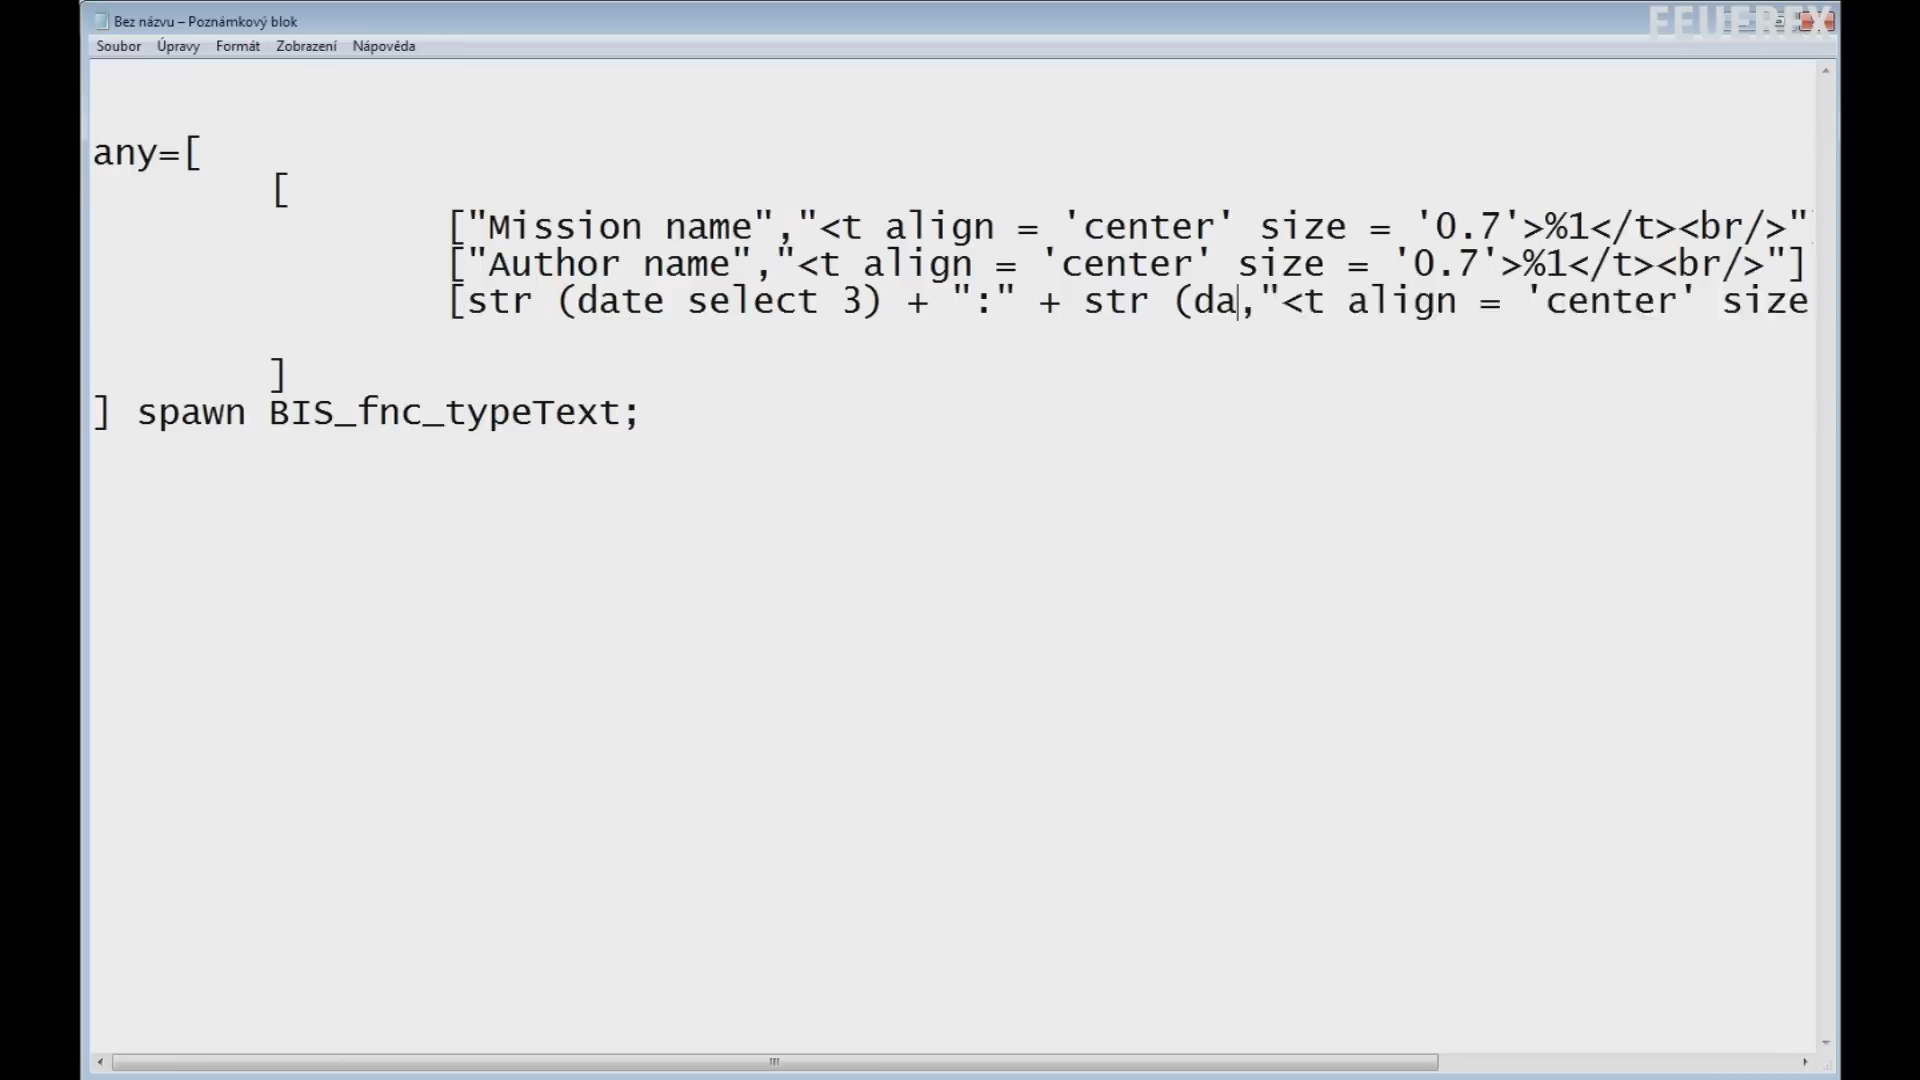 Bez názvu – Poznámkový blok
FEUEREX
Soubor Úpravy Formát Zobrazení Nápověda
any=[
[
["Mission name","<t align = 'center' size = '0.7'>%1</t><br/>"
["Author name","<t align = 'center' size = '0.7'>%1</t><br/>"]
[str (date select 3) + ":" + str (da,"<t align = 'center' size
]
] spawn BIS_fnc_typeText;